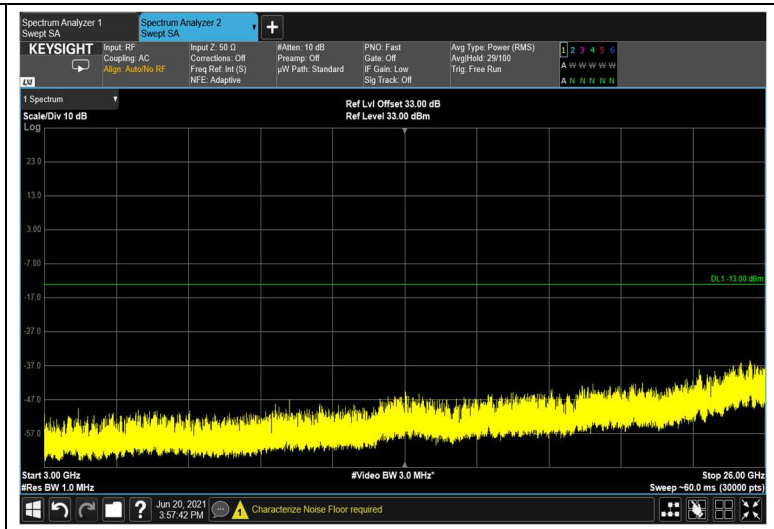 Spectrum Analyzer 1
Swept SA
Spectrum Analyzer 2
Swept SA
+
KEYSIGHT
Input: RF
Coupling: AC
Align: Auto/No RF
Input Z: 50 Ω
Corrections: Off
Freq Ref: Int (S)
NFE: Adaptive
#Atten: 10 dB
Preamp: Off
µW Path: Standard
PNO: Fast
Gate: Off
IF Gain: Low
Sig Track: Off
Avg Type: Power (RMS)
Avg|Hold: 29/100
Trig: Free Run
1 2 3 4 5 6
A W W W W W
A N N N N N
LXI
1 Spectrum
Scale/Div 10 dB
Ref Lvl Offset 33.00 dB
Ref Level 33.00 dBm
Log
23.0
13.0
3.00
-7.00
DL1 -13.00 dBm
-17.0
-27.0
-37.0
-47.0
-57.0
Start 3.00 GHz
#Res BW 1.0 MHz
#Video BW 3.0 MHz*
Stop 26.00 GHz
Sweep ~60.0 ms (30000 pts)
?
Jun 20, 2021
3:57:42 PM
1
Characterize Noise Floor required